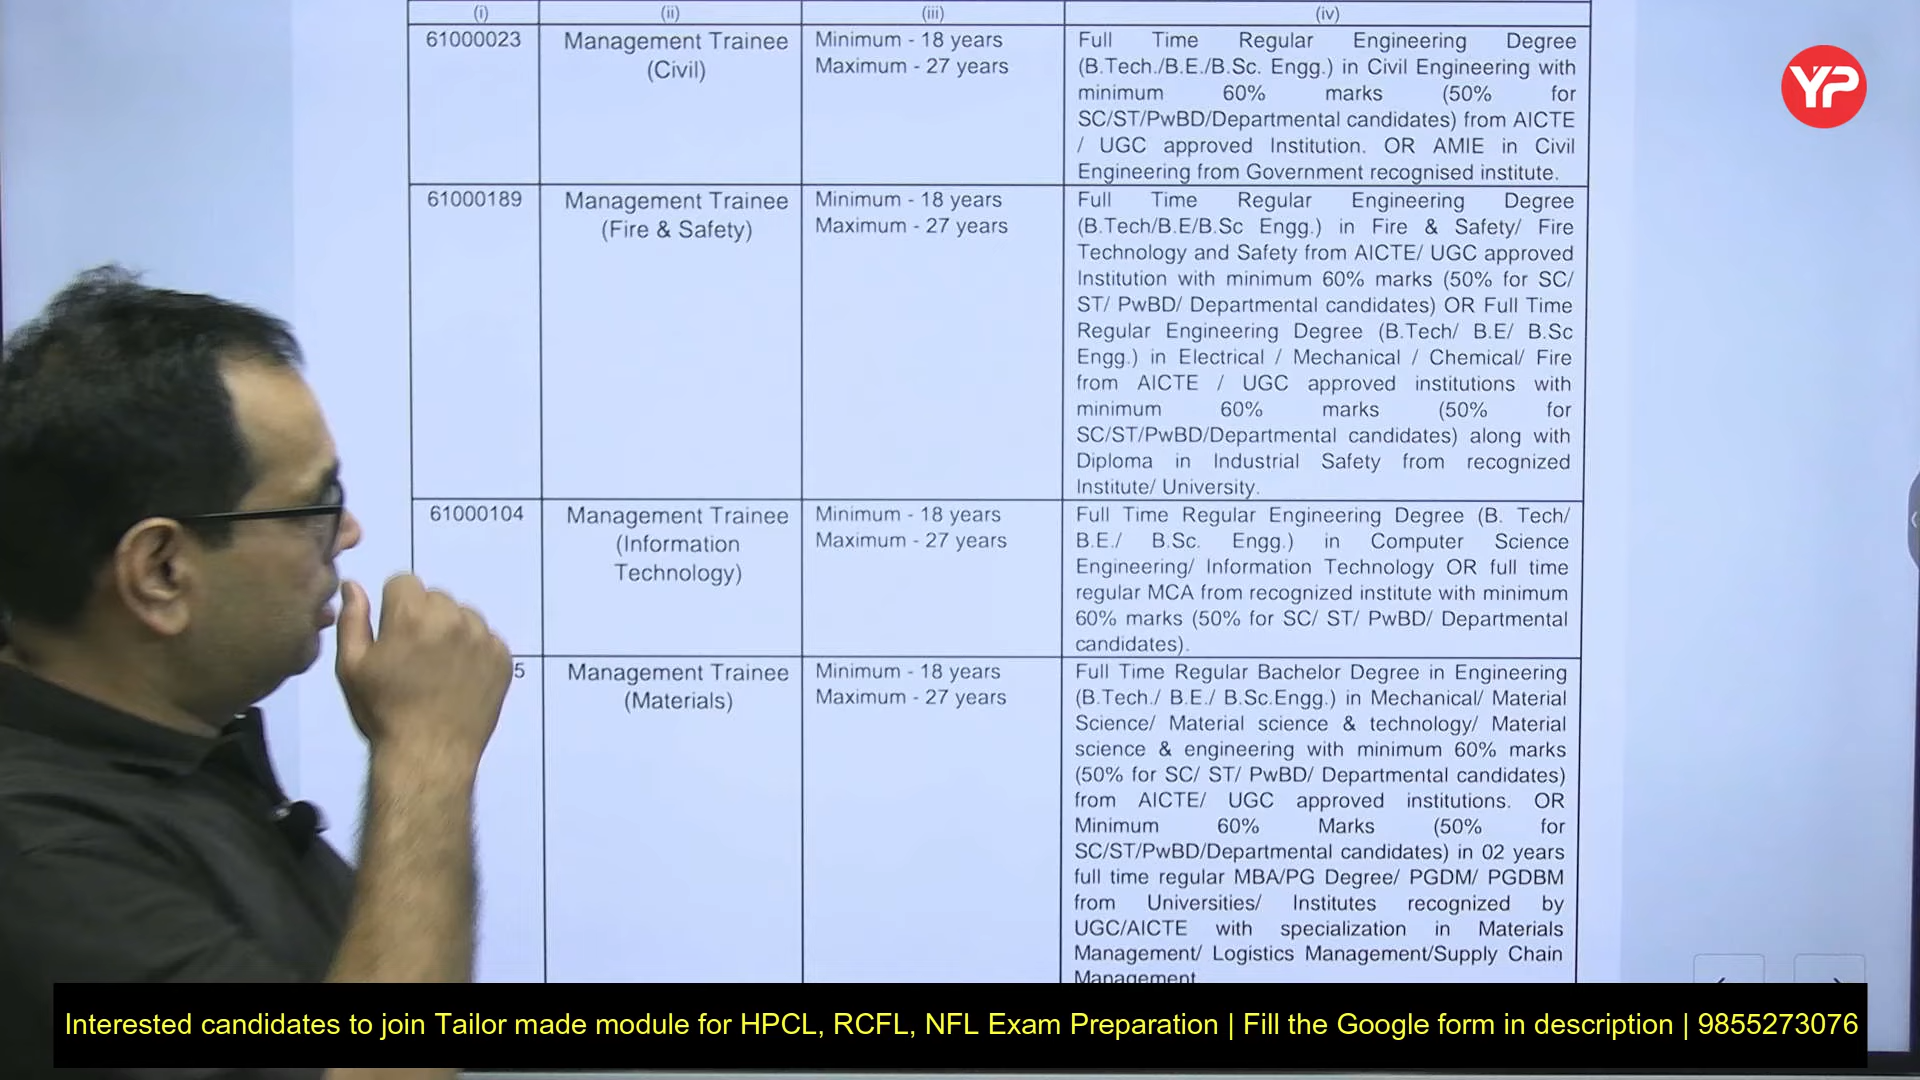 (i) (ii) (iii) (iv)
61000023 Management Trainee (Civil)
Minimum - 18 years
Maximum - 27 years
Full Time Regular Engineering Degree
(B.Tech./B.E./B.Sc. Engg.) in Civil Engineering with
minimum 60% marks (50% for
SC/ST/PwBD/Departmental candidates) from AICTE
/ UGC approved Institution. OR AMIE in Civil
Engineering from Government recognised institute.
61000189 Management Trainee
(Fire & Safety)
Minimum - 18 years
Maximum - 27 years
Full Time Regular Engineering Degree
(B.Tech/B.E/B.Sc Engg.) in Fire & Safety/ Fire
Technology and Safety from AICTE/ UGC approved
Institution with minimum 60% marks (50% for SC/
ST/ PwBD/ Departmental candidates) OR Full Time
Regular Engineering Degree (B.Tech/ B.E/ B.Sc
Engg.) in Electrical / Mechanical / Chemical/ Fire
from AICTE / UGC approved institutions with
minimum 60% marks (50% for
SC/ST/PwBD/Departmental candidates) along with
Diploma in Industrial Safety from recognized
Institute/ University.
61000104 Management Trainee
(Information
Technology)
Minimum - 18 years
Maximum - 27 years
Full Time Regular Engineering Degree (B. Tech/
B.E./ B.Sc. Engg.) in Computer Science
Engineering/ Information Technology OR full time
regular MCA from recognized institute with minimum
60% marks (50% for SC/ ST/ PwBD/ Departmental
candidates).
5 Management Trainee
(Materials)
Minimum - 18 years
Maximum - 27 years
Full Time Regular Bachelor Degree in Engineering
(B.Tech./ B.E./ B.Sc.Engg.) in Mechanical/ Material
Science/ Material science & technology/ Material
science & engineering with minimum 60% marks
(50% for SC/ ST/ PwBD/ Departmental candidates)
from AICTE/ UGC approved institutions. OR
Minimum 60% Marks (50% for
SC/ST/PwBD/Departmental candidates) in 02 years
full time regular MBA/PG Degree/ PGDM/ PGDBM
from Universities/ Institutes recognized by
UGC/AICTE with specialization in Materials
Management/ Logistics Management/Supply Chain
Management
YP
Interested candidates to join Tailor made module for HPCL, RCFL, NFL Exam Preparation | Fill the Google form in description | 9855273076